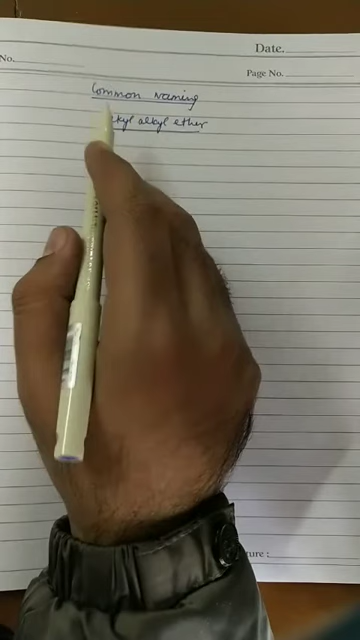 Date.
No.
Page No.
Common Naming
alkyl ether